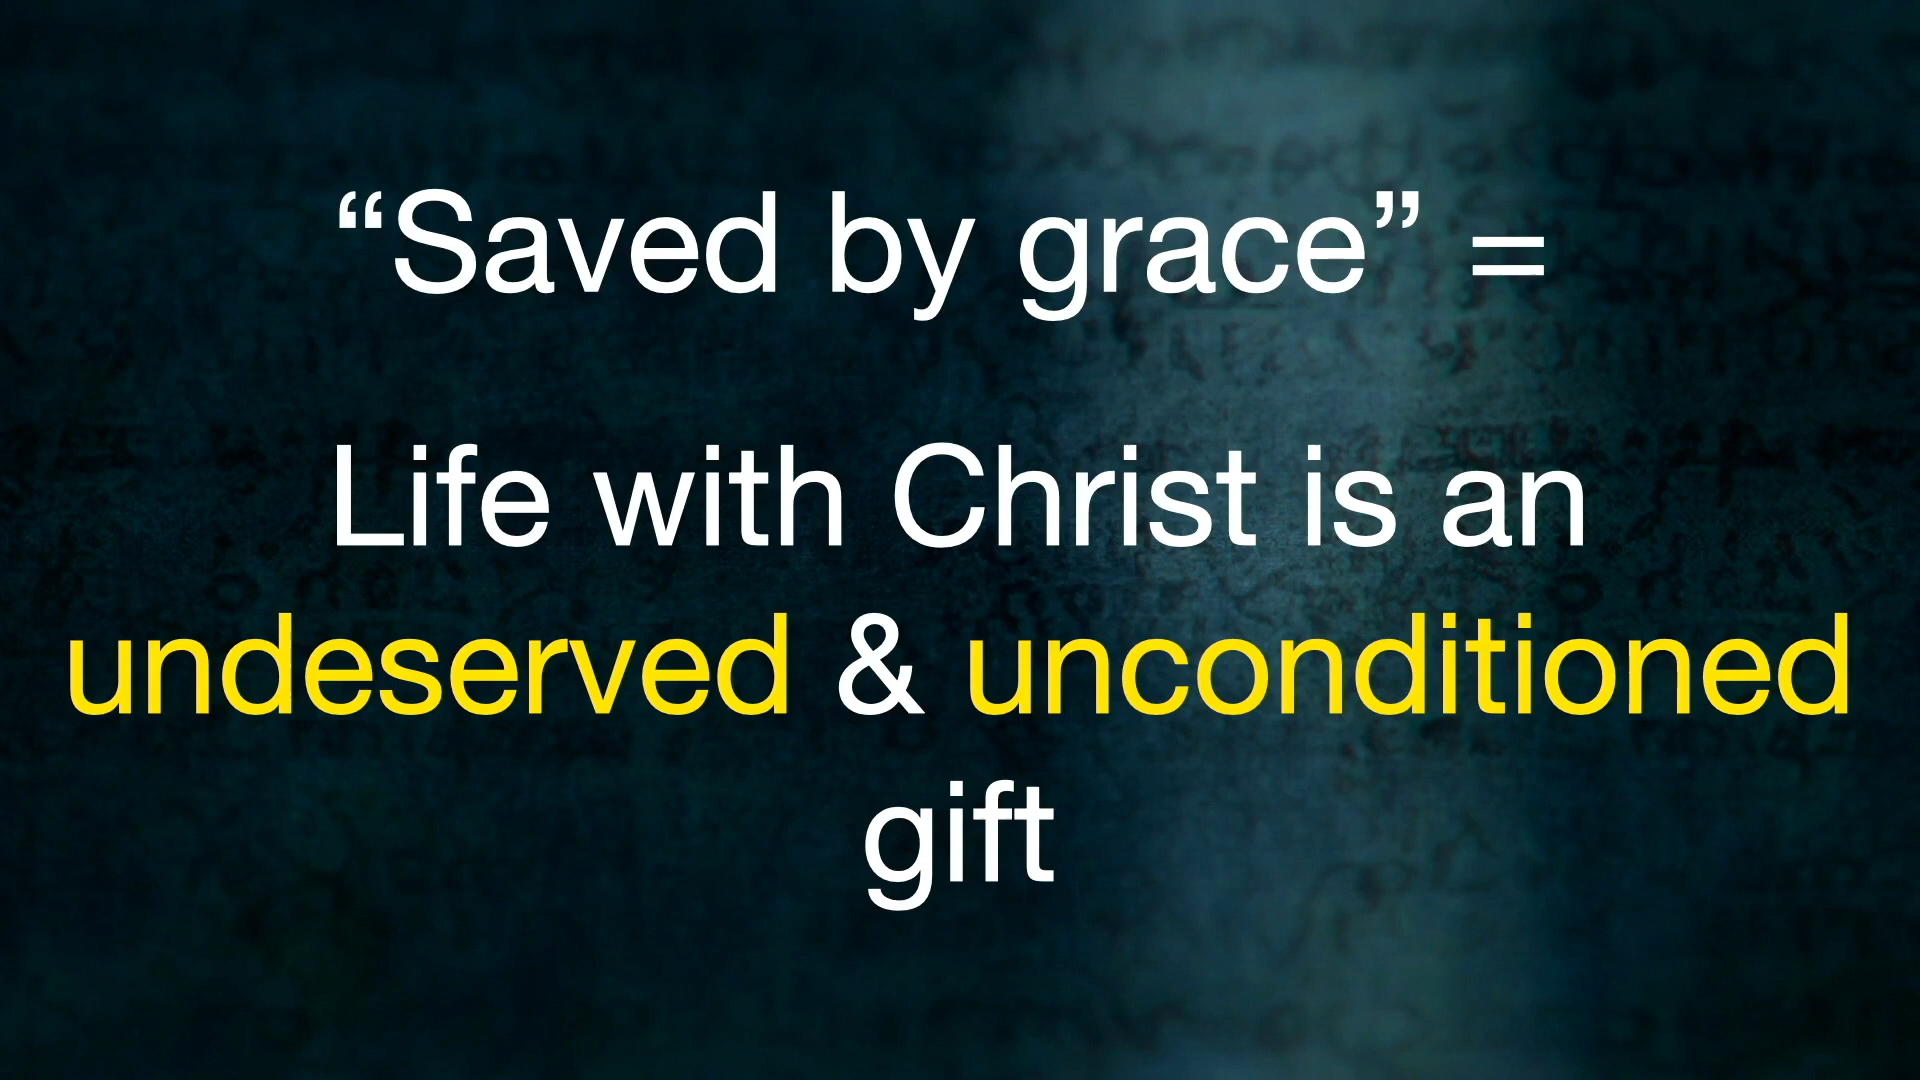 “Saved by grace” =
Life with Christ is an
undeserved & unconditioned
gift